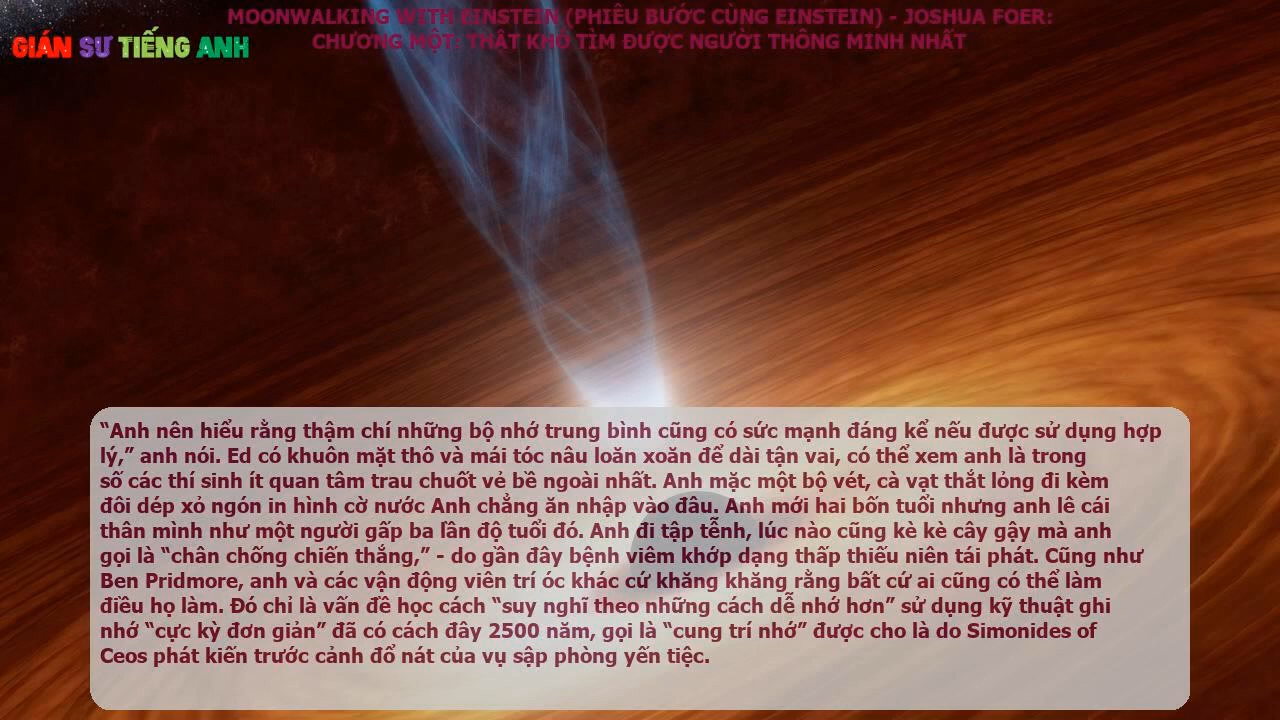 MOONWALKING WITH EINSTEIN (PHIÊU BƯỚC CÙNG EINSTEIN) - JOSHUA FOER:
CHƯƠNG MỘT: THẬT KHÓ TÌM ĐƯỢC NGƯỜI THÔNG MINH NHẤT
GIÁN SƯ TIẾNG ANH
“Anh nên hiểu rằng thậm chí những bộ nhớ trung bình cũng có sức mạnh đáng kể nếu được sử dụng hợp
lý,” anh nói. Ed có khuôn mặt thô và mái tóc nâu loăn xoăn để dài tận vai, có thể xem anh là trong
số các thí sinh ít quan tâm trau chuốt vẻ bề ngoài nhất. Anh mặc một bộ vét, cà vạt thắt lỏng đi kèm
đôi dép xỏ ngón in hình cờ nước Anh chẳng ăn nhập vào đâu. Anh mới hai bốn tuổi nhưng anh lê cái
thân mình như một người gấp ba lần độ tuổi đó. Anh đi tập tễnh, lúc nào cũng kè kè cây gậy mà anh
gọi là “chân chống chiến thắng,” - do gần đây bệnh viêm khớp dạng thấp thiếu niên tái phát. Cũng như
Ben Pridmore, anh và các vận động viên trí óc khác cứ khăng khăng rằng bất cứ ai cũng có thể làm
điều họ làm. Đó chỉ là vấn đề học cách “suy nghĩ theo những cách dễ nhớ hơn” sử dụng kỹ thuật ghi
nhớ “cực kỳ đơn giản” đã có cách đây 2500 năm, gọi là “cung trí nhớ” được cho là do Simonides of
Ceos phát kiến trước cảnh đổ nát của vụ sập phòng yến tiệc.